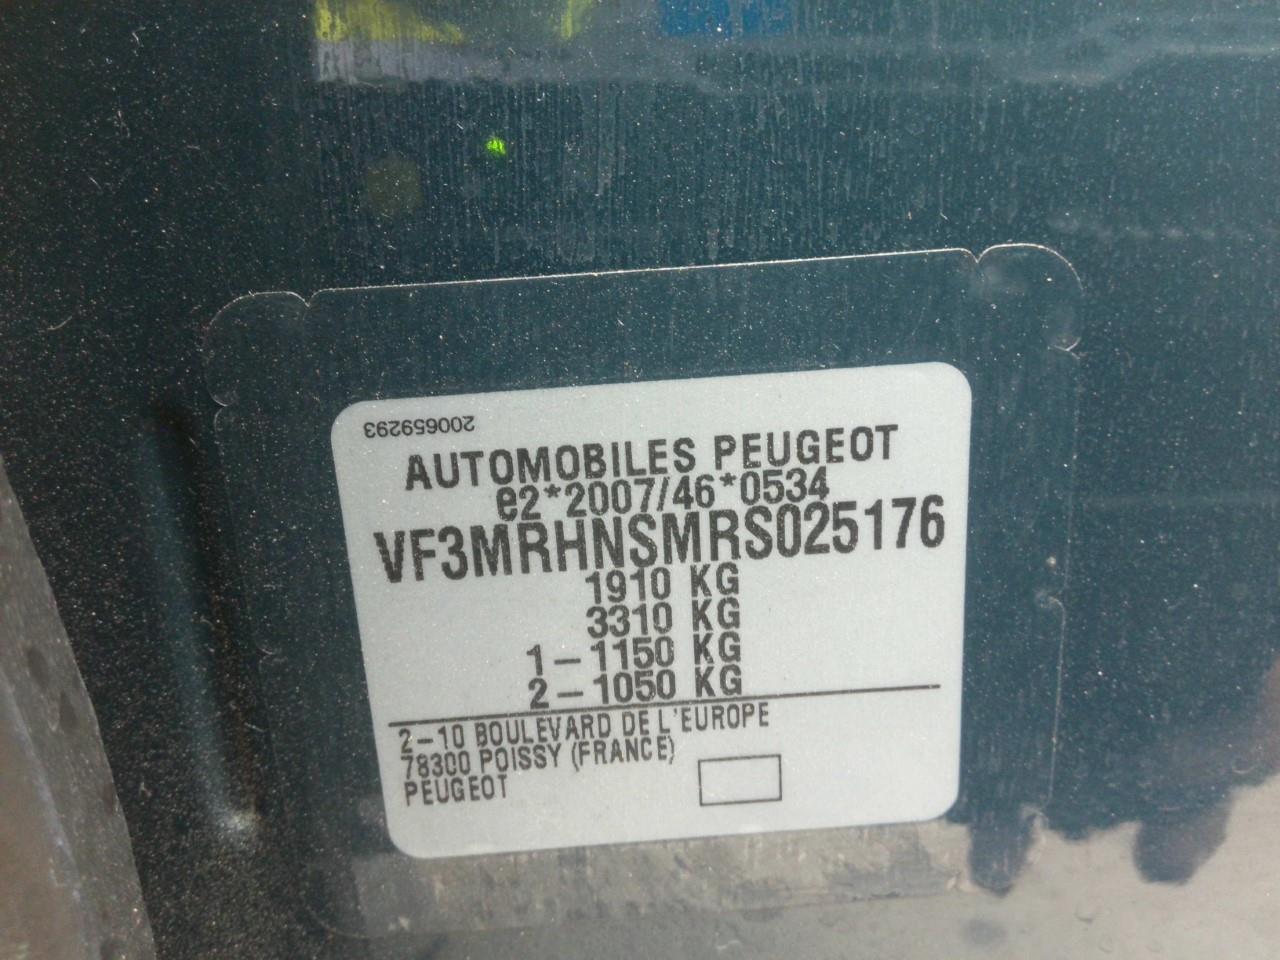 200659293
AUTOMOBILES PEUGEOT
e2*2007/46*0534
VF3MRHNSMRS025176
1910 KG
3310 KG
1-1150 KG
2-1050 KG
2-10 BOULEVARD DE L'EUROPE
78300 POISSY (FRANCE)
PEUGEOT